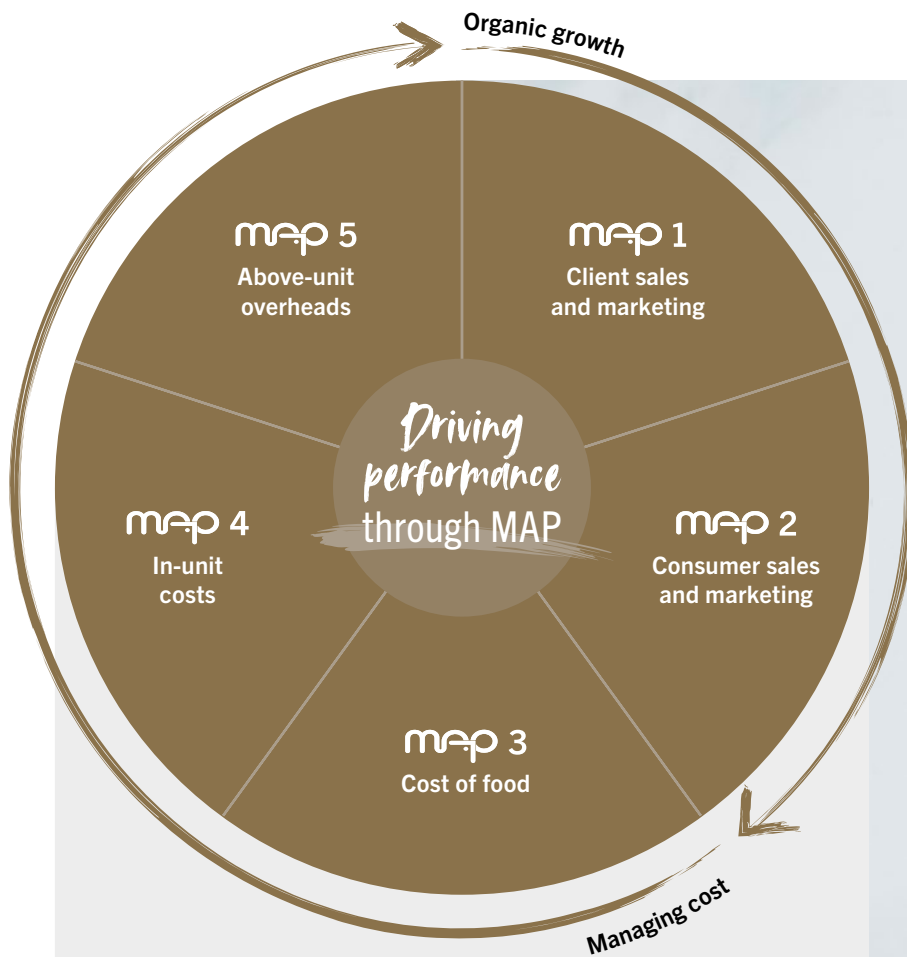 Organic growth
map 5
Above-unit
overheads
map 1
Client sales
and marketing
Driving
performance
through MAP
map 4
In-unit
costs
map 2
Consumer sales
and marketing
map 3
Cost of food
Managing cost